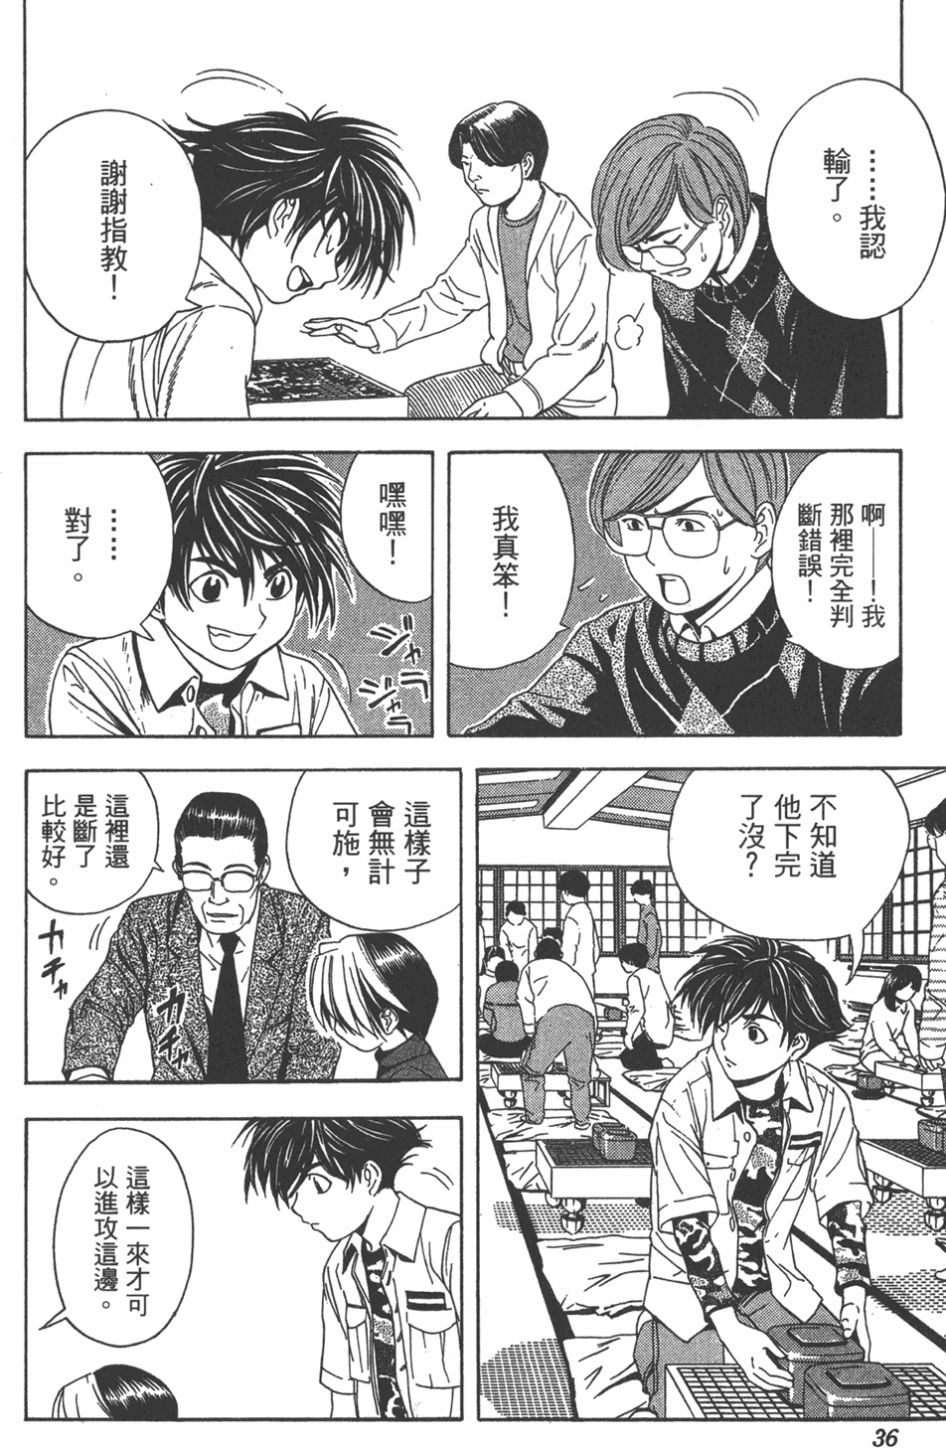 ……我認
輸了。
謝謝指教！
啊——！我
那裡完全判
斷錯誤！
我真笨！
嘿嘿！
……
對了。
ジャラ
ジャラ
不知道
他下完
了沒？
這樣子
會無計
可施，
這裡還
是斷了
比較好。
カチャ
カチャ
這樣一來才可
以進攻這邊。
36